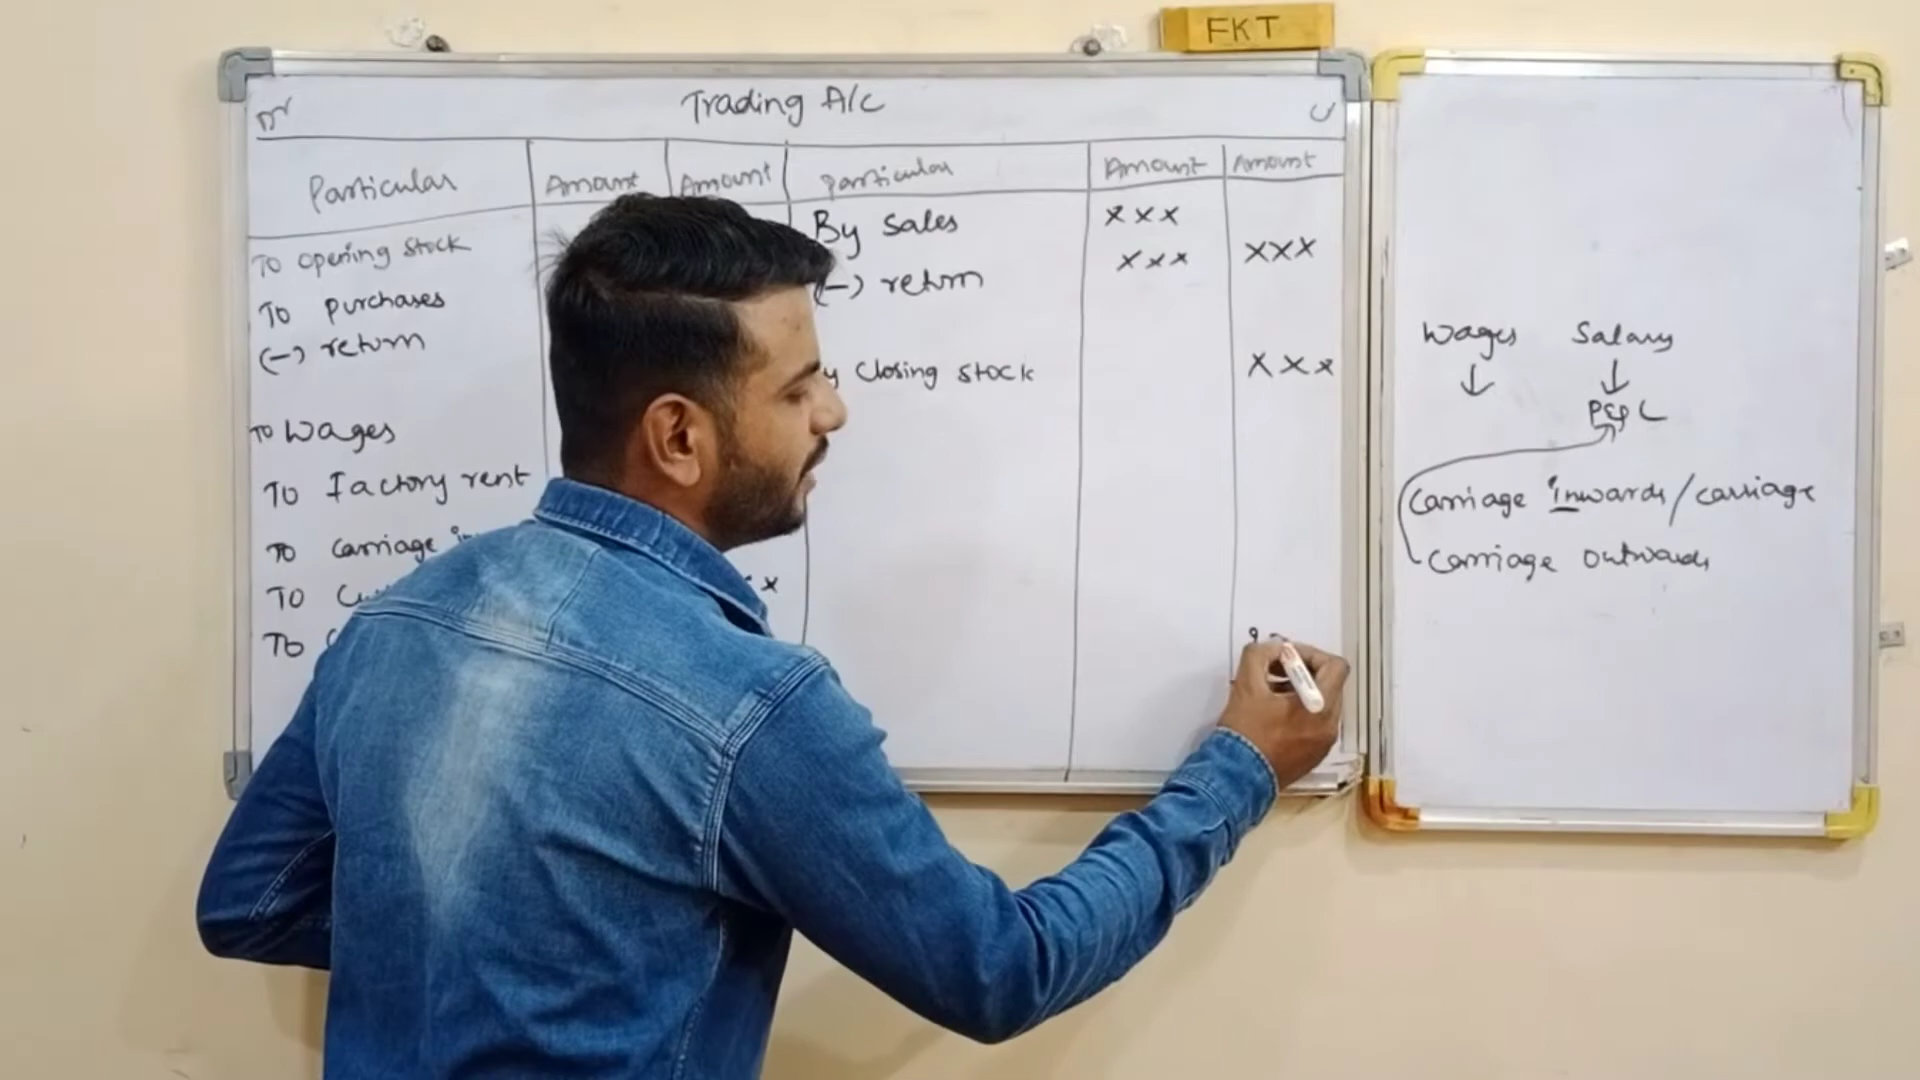 FKT
Trading A/c
Dr
Particular Amount Amount Particular Amount Amount
To opening stock
To purchases
(-) return
To Wages
To Factory rent
To Carriage in
To
To
x
By Sales xxx
(-) return xxx xxx
y Closing stock xxx
Wages Salary
↓ ↓
P&L
Carriage inwards/carriage
Carriage outwards